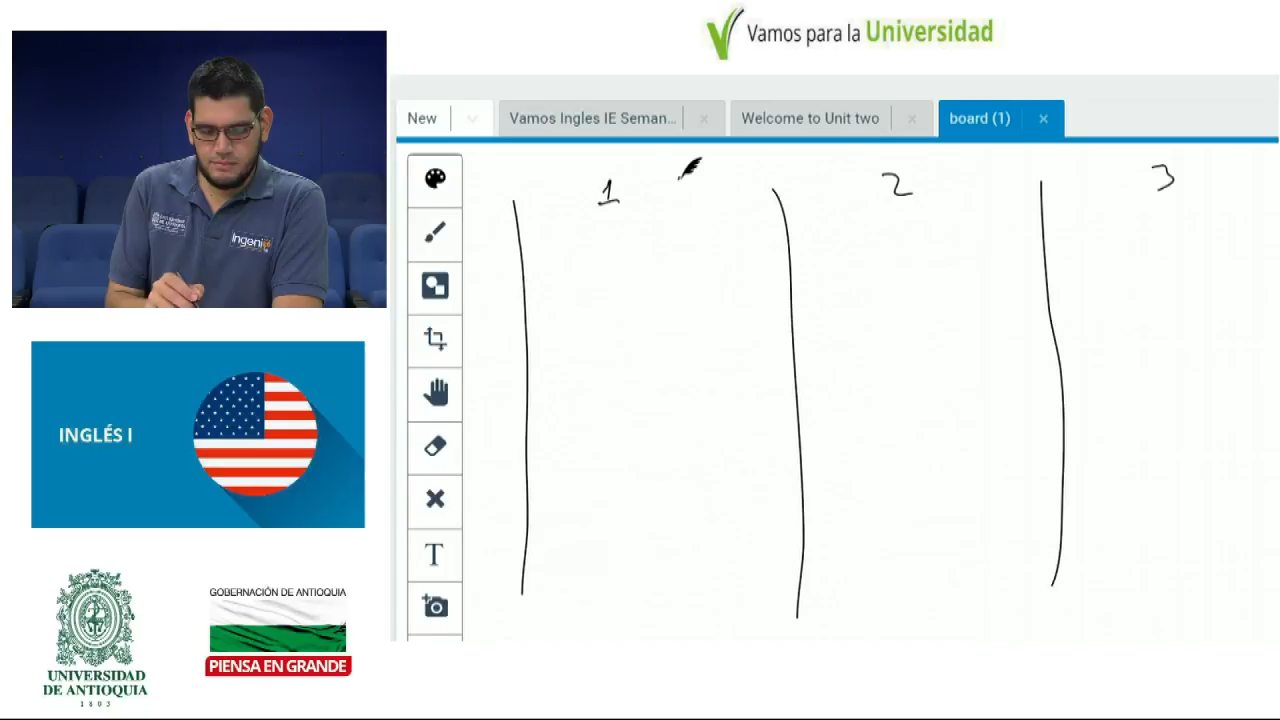 Vamos para la Universidad
New
Vamos Ingles IE Seman...
Welcome to Unit two
board (1)
1 2 3
T
ingeni@
INGLÉS I
UNIVERSIDAD
DE ANTIOQUIA
1803
GOBERNACIÓN DE ANTIOQUIA
PIENSA EN GRANDE